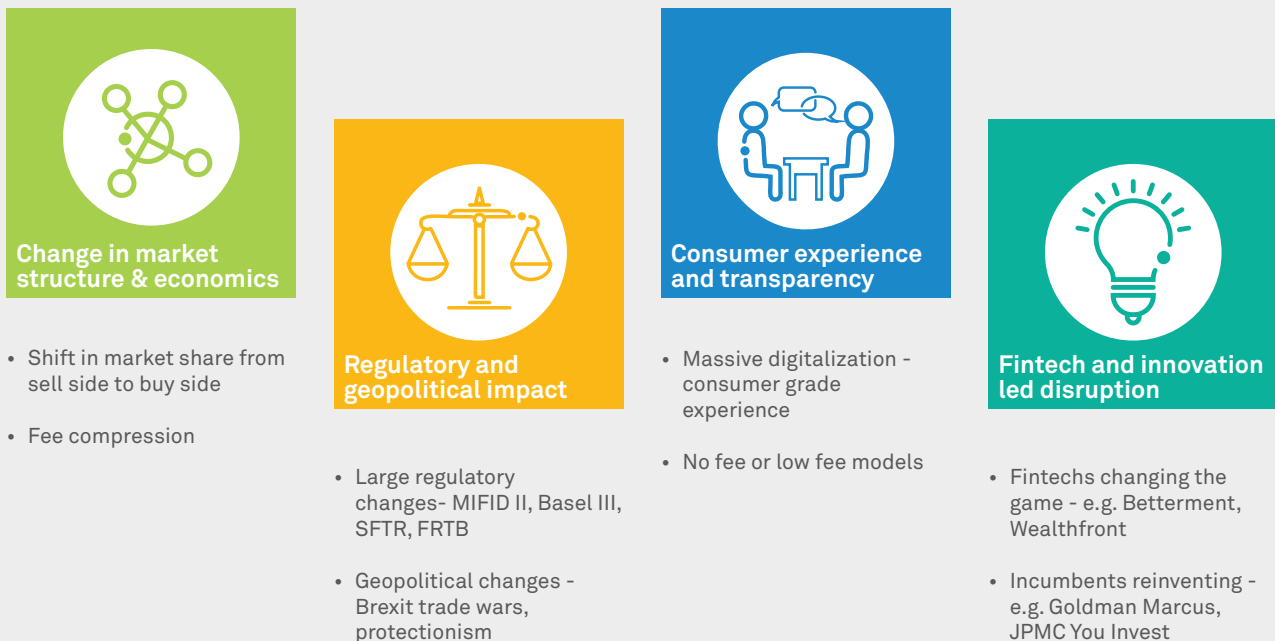 Change in market
structure & economics
• Shift in market share from
sell side to buy side
• Fee compression
Regulatory and
geopolitical impact
• Large regulatory
changes- MIFID II, Basel III,
SFTR, FRTB
• Geopolitical changes -
Brexit trade wars,
protectionism
Consumer experience
and transparency
• Massive digitalization -
consumer grade
experience
• No fee or low fee models
Fintech and innovation
led disruption
• Fintechs changing the
game - e.g. Betterment,
Wealthfront
• Incumbents reinventing -
e.g. Goldman Marcus,
JPMC You Invest